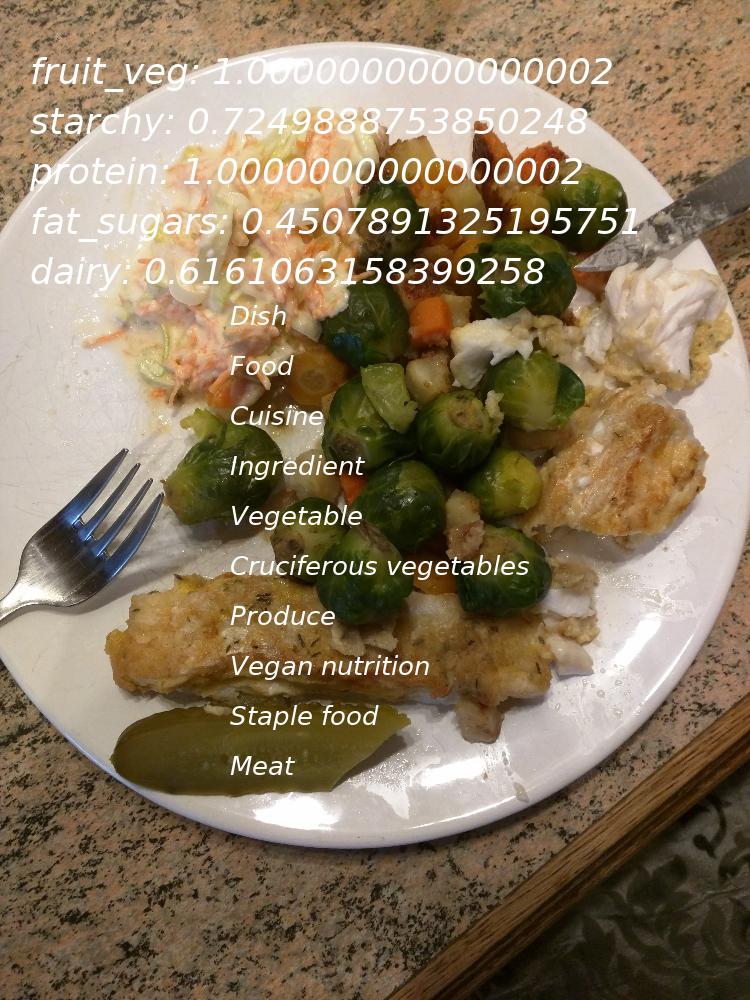 fruit_veg: 1.0000000000000002
starchy: 0.7249888753850248
protein: 1.0000000000000002
fat_sugars: 0.4507891325195751
dairy: 0.6161063158399258
Dish
Food
Cuisine
Ingredient
Vegetable
Cruciferous vegetables
Produce
Vegan nutrition
Staple food
Meat